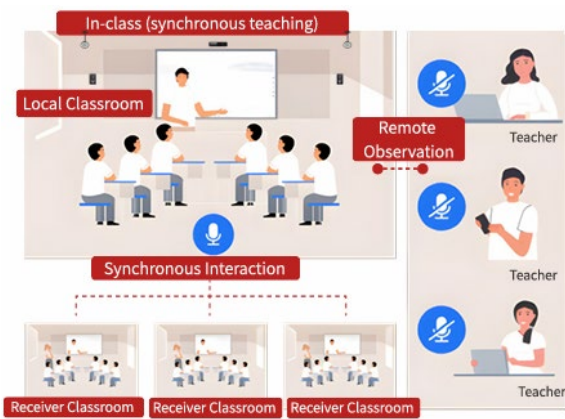 In-class (synchronous teaching)
Local Classroom
Remote
Observation
Teacher
Teacher
Teacher
Synchronous Interaction
Receiver Classroom
Receiver Classroom
Receiver Classroom